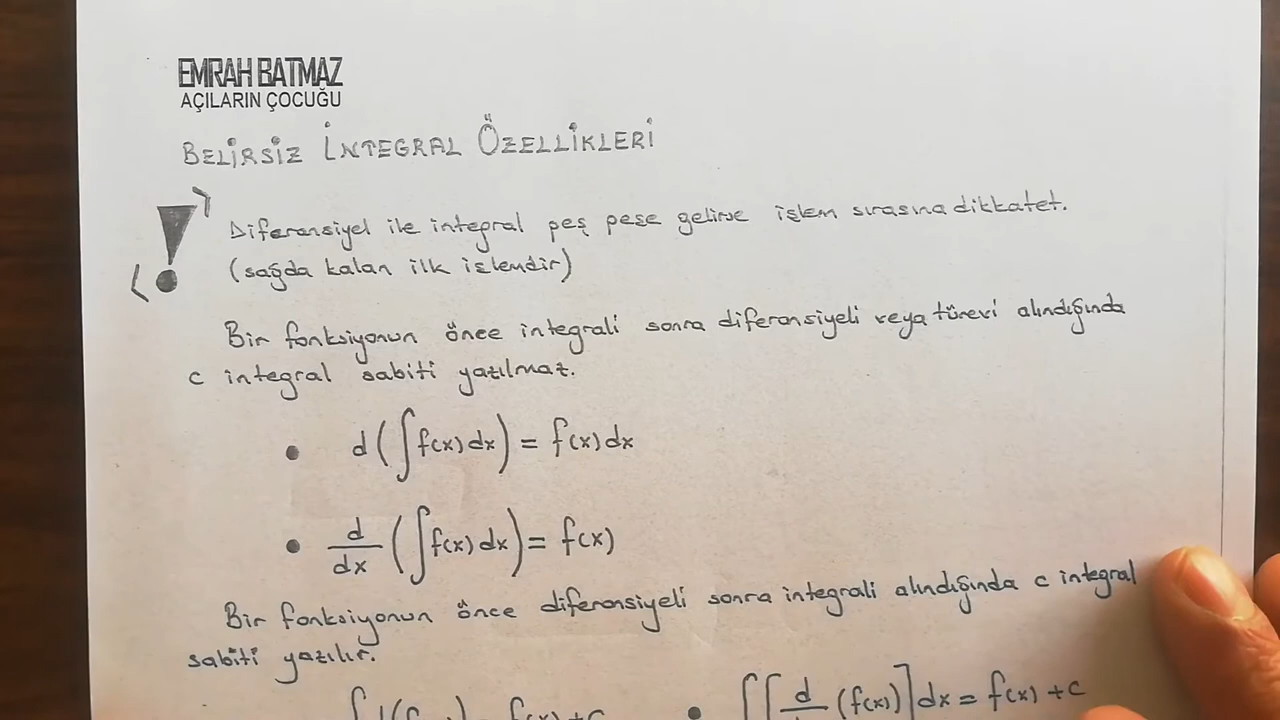 EMRAH BATMAZ
AÇILARIN ÇOCUĞU
BELİRSİZ İNTEGRAL ÖZELLİKLERİ
Diferansiyel ile integral peş peşe gelirse işlem sırasına dikkat et.
(sağda kalan ilk işlemdir)
Bir fonksiyonun önce integrali sonra diferansiyeli veya türevi alındığında
c integral sabiti yazılmaz.
• d(∫f(x)dx) = f(x)dx
• d/dx (∫f(x)dx) = f(x)
Bir fonksiyonun önce diferansiyeli sonra integrali alındığında c integral
sabiti yazılır.
• ∫[d/dx (f(x))]dx = f(x) + c